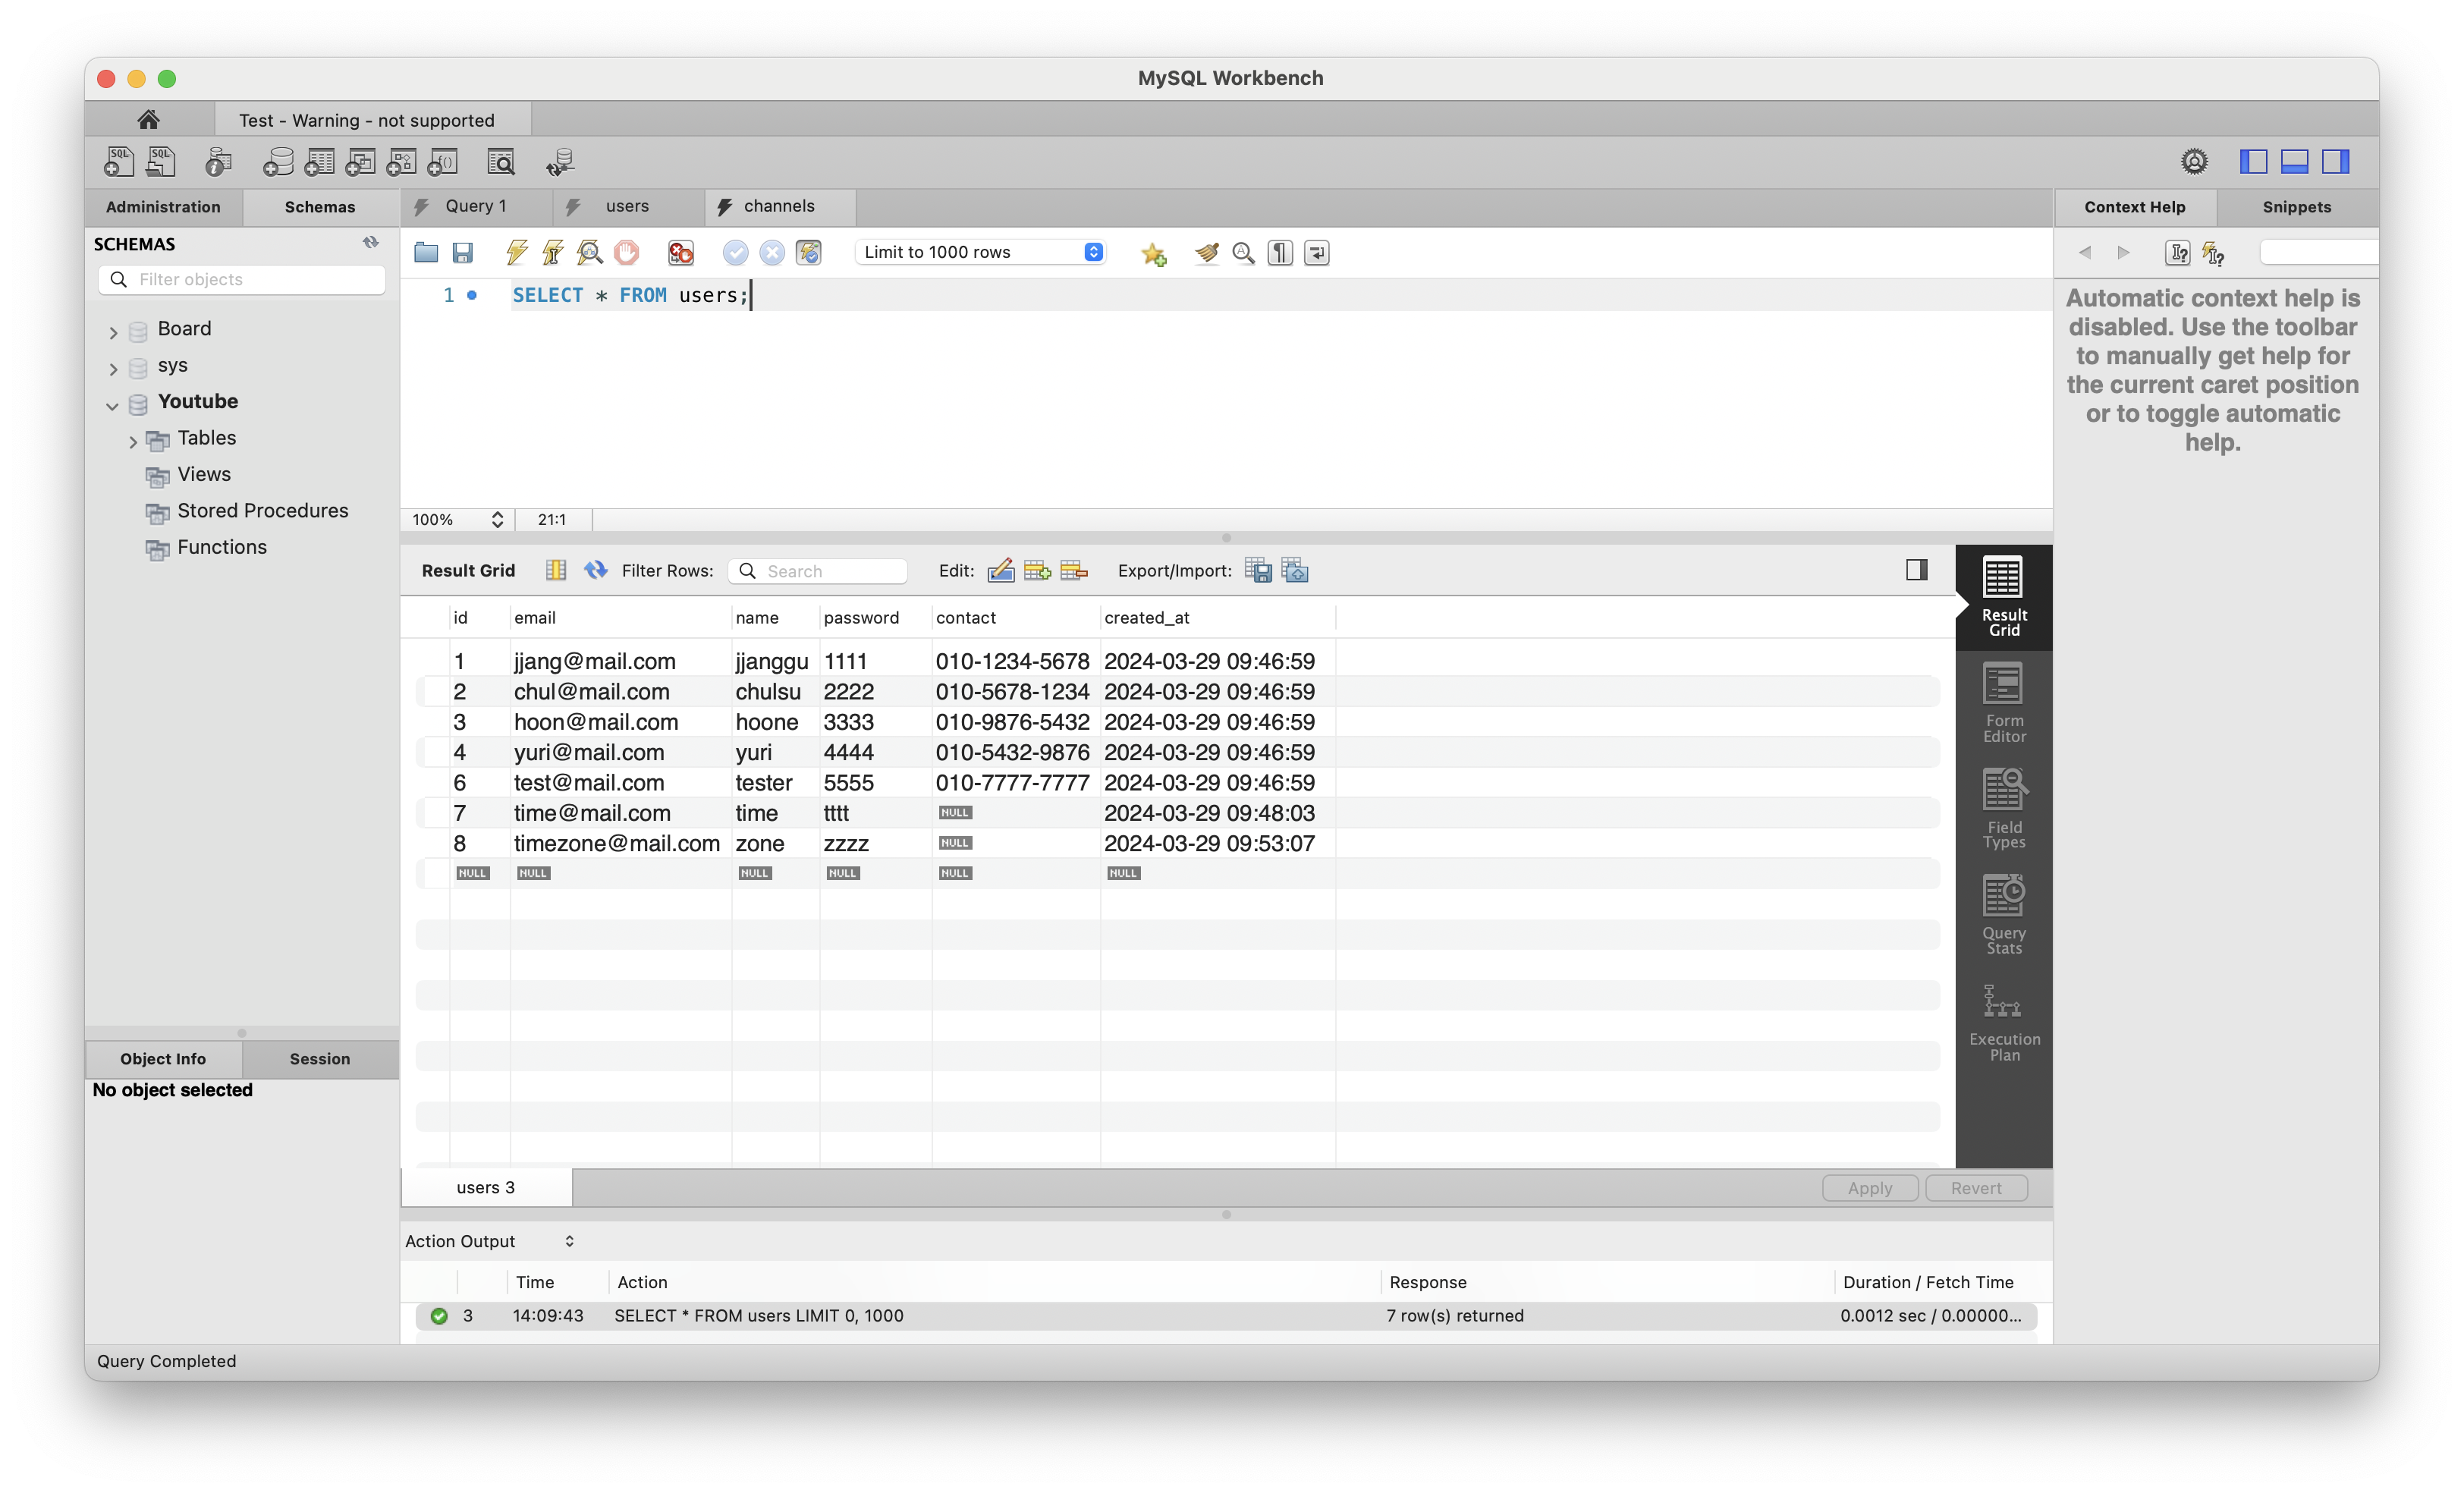 MySQL Workbench
Test - Warning - not supported
Administration Schemas
SCHEMAS
Filter objects
Board
sys
Youtube
Tables
Views
Stored Procedures
Functions
Object Info Session
No object selected
Query 1 users channels
Limit to 1000 rows
1 SELECT * FROM users;
100% 21:1
Result Grid Filter Rows: Search Edit: Export/Import:
id email name password contact created_at
1 jjang@mail.com jjanggu 1111 010-1234-5678 2024-03-29 09:46:59
2 chul@mail.com chulsu 2222 010-5678-1234 2024-03-29 09:46:59
3 hoon@mail.com hoone 3333 010-9876-5432 2024-03-29 09:46:59
4 yuri@mail.com yuri 4444 010-5432-9876 2024-03-29 09:46:59
6 test@mail.com tester 5555 010-7777-7777 2024-03-29 09:46:59
7 time@mail.com time tttt NULL 2024-03-29 09:48:03
8 timezone@mail.com zone zzzz NULL 2024-03-29 09:53:07
NULL NULL NULL NULL NULL NULL
Result
Grid
Form
Editor
Field
Types
Query
Stats
Execution
Plan
users 3 Apply Revert
Action Output
Time Action Response Duration / Fetch Time
3 14:09:43 SELECT * FROM users LIMIT 0, 1000 7 row(s) returned 0.0012 sec / 0.00000...
Context Help Snippets
Automatic context help is
disabled. Use the toolbar
to manually get help for
the current caret position
or to toggle automatic
help.
Query Completed